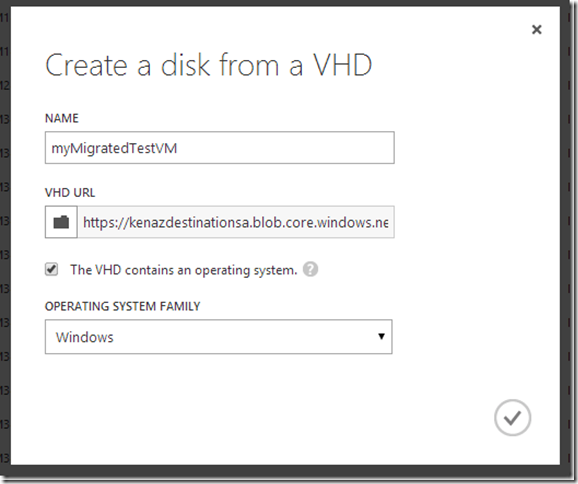 Create a disk from a VHD
NAME
myMigratedTestVM
VHD URL
https://kenazdestinationsa.blob.core.windows.ne
The VHD contains an operating system.
OPERATING SYSTEM FAMILY
Windows